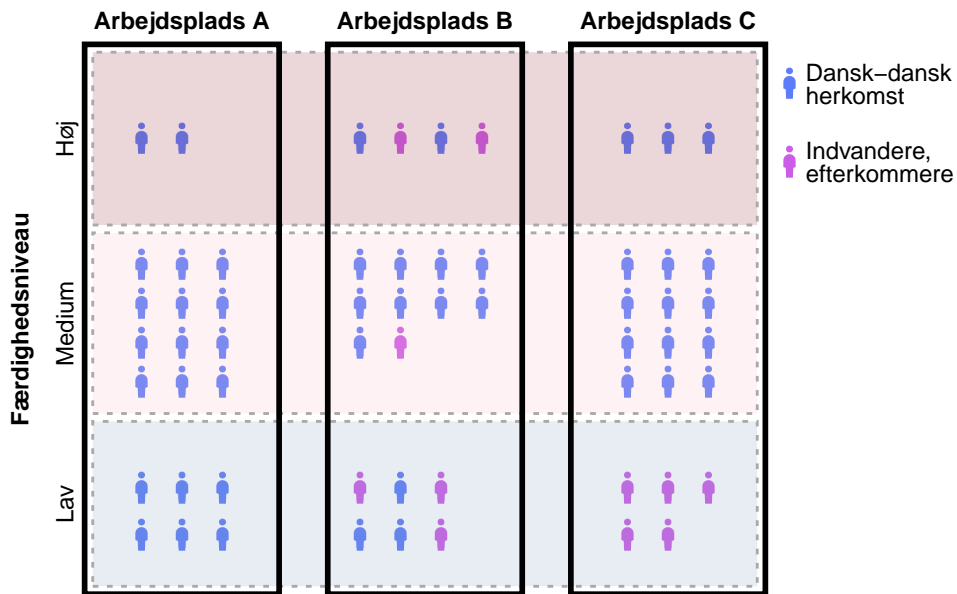 Arbejdsplads A
Arbejdsplads B
Arbejdsplads C
Færdighedsniveau
Høj
Medium
Lav
Dansk−dansk
herkomst
Indvandere,
efterkommere